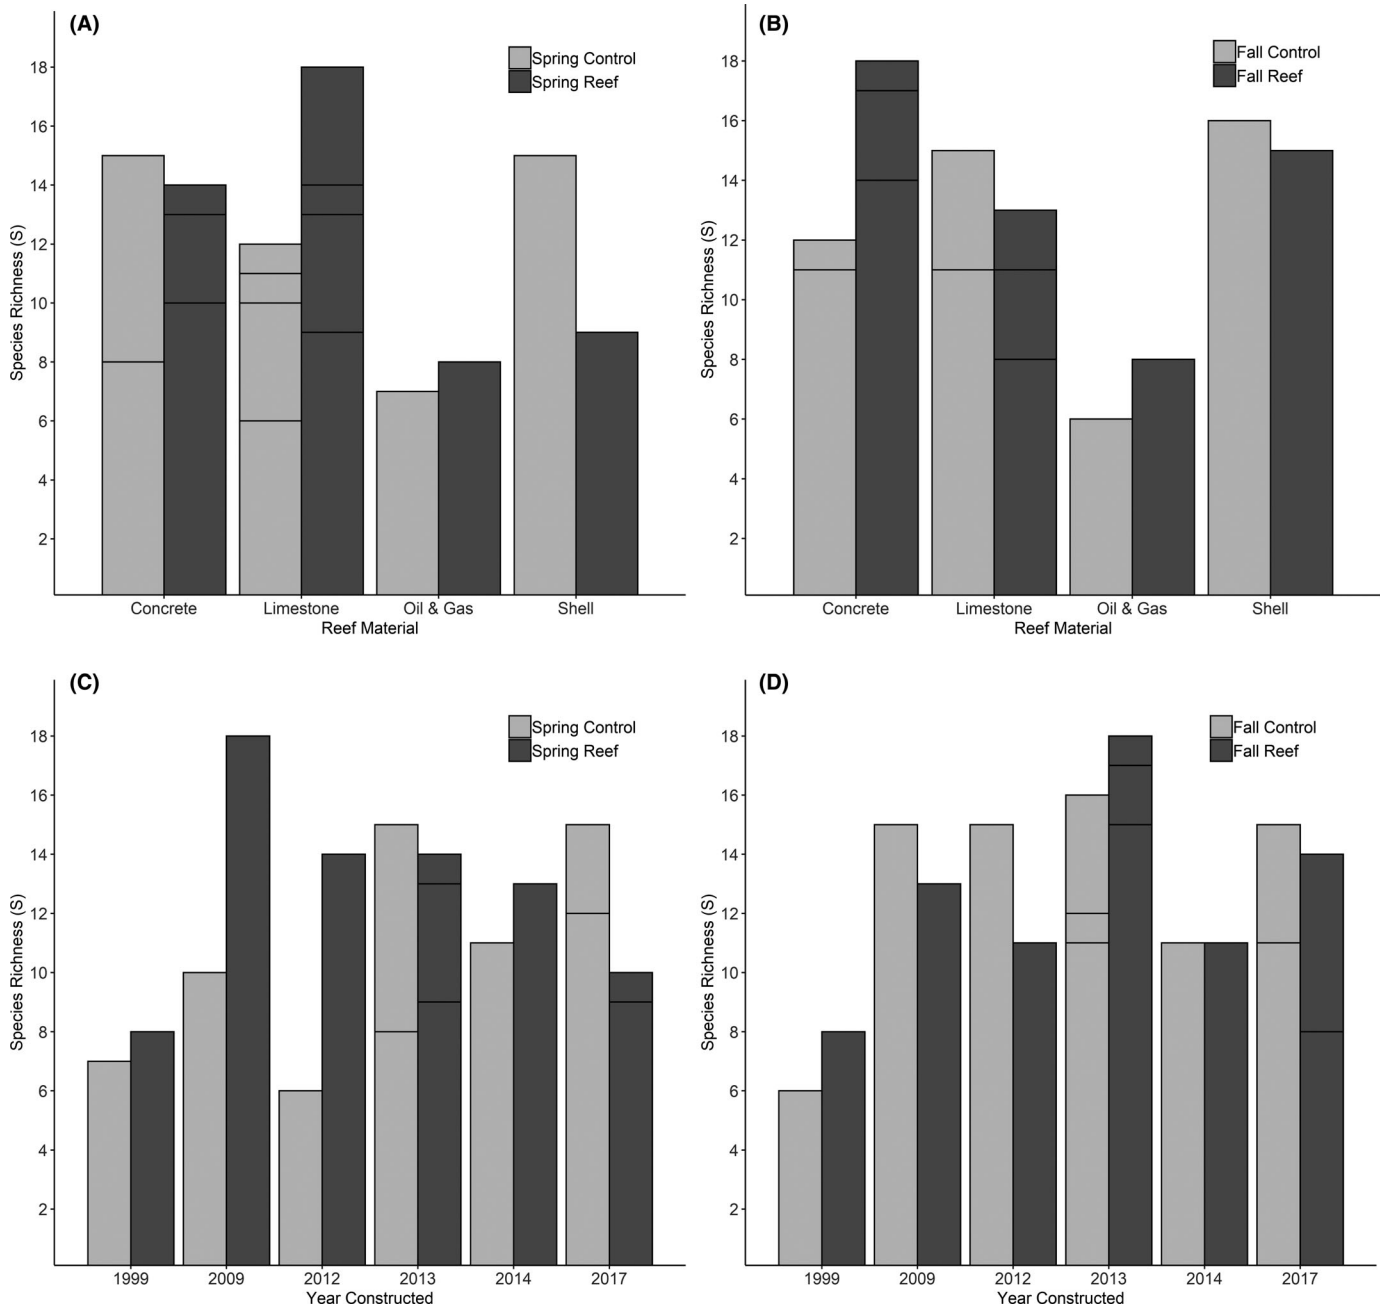 (A)
Spring Control
Spring Reef
18
16
14
12
10
8
6
4
2
Species Richness (S)
Concrete Limestone Oil & Gas Shell
Reef Material
(B)
Fall Control
Fall Reef
18
16
14
12
10
8
6
4
2
Species Richness (S)
Concrete Limestone Oil & Gas Shell
Reef Material
(C)
Spring Control
Spring Reef
18
16
14
12
10
8
6
4
2
Species Richness (S)
1999 2009 2012 2013 2014 2017
Year Constructed
(D)
Fall Control
Fall Reef
18
16
14
12
10
8
6
4
2
Species Richness (S)
1999 2009 2012 2013 2014 2017
Year Constructed